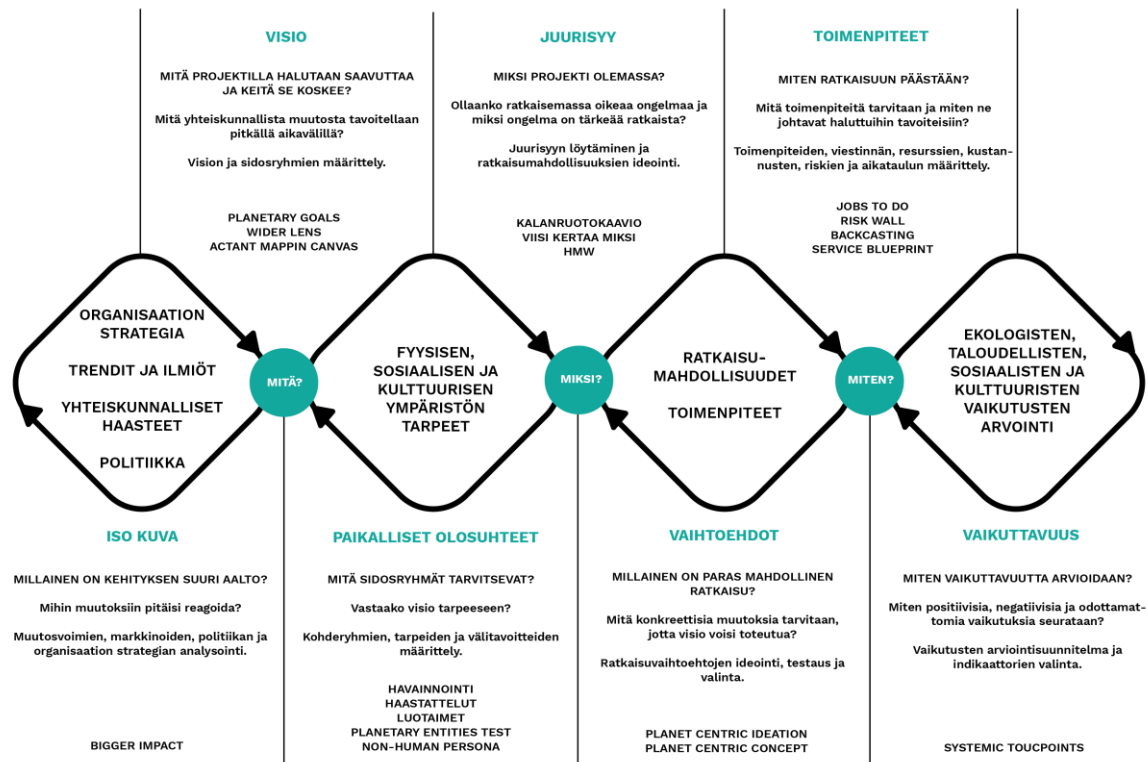 VISIO
MITÄ PROJEKTILLA HALUTAAN SAAVUTTAA
JA KEITÄ SE KOSKEE?
Mitä yhteiskunnallista muutosta tavoitellaan
pitkällä aikavälillä?
Vision ja sidosryhmien määrittely.
PLANETARY GOALS
WIDER LENS
ACTANT MAPPIN CANVAS
JUURISYY
MIKSI PROJEKTI OLEMASSA?
Ollaanko ratkaisemassa oikeaa ongelmaa ja
miksi ongelma on tärkeää ratkaista?
Juurisyyn löytäminen ja
ratkaisumahdollisuuksien ideointi.
KALANRUOTOKAAVIO
VIISI KERTAA MIKSI
HMW
TOIMENPITEET
MITEN RATKAISUUN PÄÄSTÄÄN?
Mitä toimenpiteitä tarvitaan ja miten ne
johtavat haluttuihin tavoiteisiin?
Toimenpiteiden, viestinnän, resurssien, kustan-
nusten, riskien ja aikataulun määrittely.
JOBS TO DO
RISK WALL
BACKCASTING
SERVICE BLUEPRINT
ORGANISAATION
STRATEGIA
TRENDIT JA ILMIÖT
YHTEISKUNNALLISET
HAASTEET
POLITIIKKA
MITÄ?
FYYSISEN,
SOSIAALISEN JA
KULTTUURISEN
YMPÄRISTÖN
TARPEET
MIKSI?
RATKAISU-
MAHDOLLISUUDET
TOIMENPITEET
MITEN?
EKOLOGISTEN,
TALOUDELLISTEN,
SOSIAALISTEN JA
KULTTUURISTEN
VAIKUTUSTEN
ARVOINTI
ISO KUVA
MILLAINEN ON KEHITYKSEN SUURI AALTO?
Mihin muutoksiin pitäisi reagoida?
Muutosvoimien, markkinoiden, politiikan ja
organisaation strategian analysointi.
BIGGER IMPACT
PAIKALLISET OLOSUHTEET
MITÄ SIDOSRYHMÄT TARVITSEVAT?
Vastaako visio tarpeeseen?
Kohderyhmien, tarpeiden ja välitavoitteiden
määrittely.
HAVAINNOINTI
HAASTATTELUT
LUOTAIMET
PLANETARY ENTITIES TEST
NON-HUMAN PERSONA
VAIHTOEHDOT
MILLAINEN ON PARAS MAHDOLLINEN
RATKAISU?
Mitä konkreettisia muutoksia tarvitaan,
jotta visio voisi toteutua?
Ratkaisuvaihtoehtojen ideointi, testaus ja
valinta.
PLANET CENTRIC IDEATION
PLANET CENTRIC CONCEPT
VAIKUTTAVUUS
MITEN VAIKUTTAVUUTTA ARVIOIDAAN?
Miten positiivisia, negatiivisia ja odottamat-
tomia vaikutuksia seurataan?
Vaikutusten arviointisuunnitelma ja
indikaattorien valinta.
SYSTEMIC TOUCPOINTS